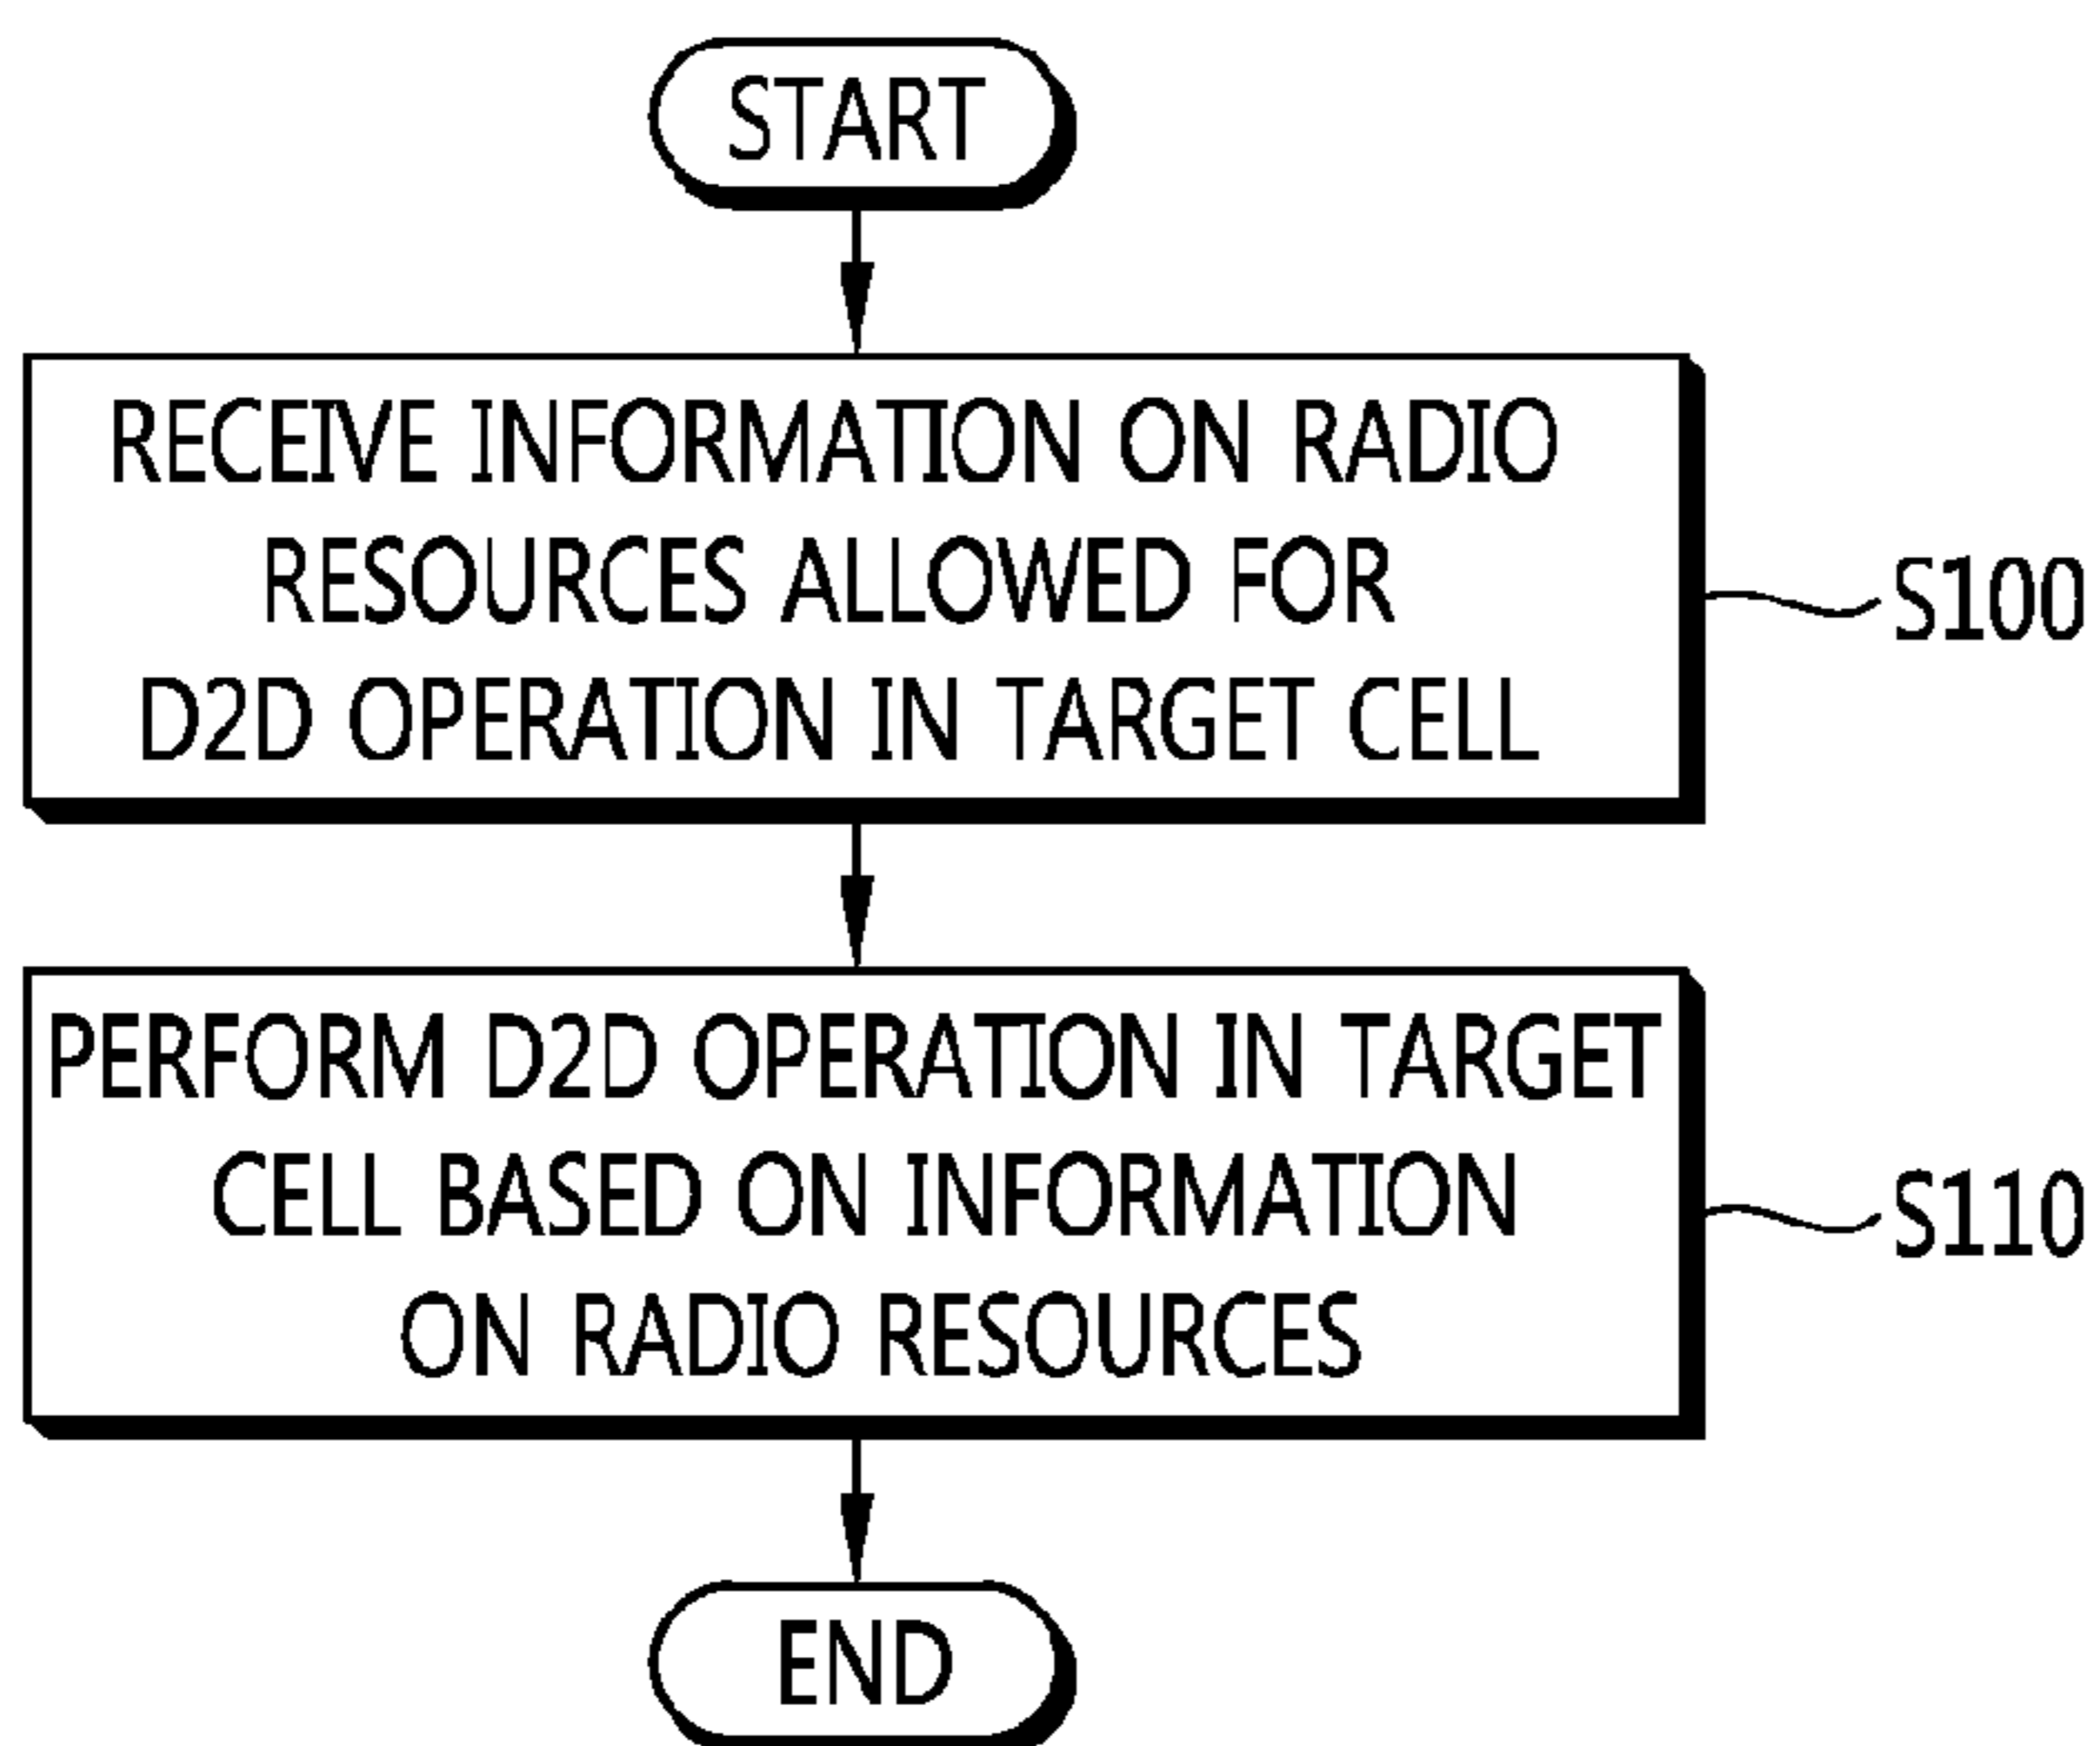 START
RECEIVE INFORMATION ON RADIO
RESOURCES ALLOWED FOR
D2D OPERATION IN TARGET CELL
S100
PERFORM D2D OPERATION IN TARGET
CELL BASED ON INFORMATION
ON RADIO RESOURCES
S110
END